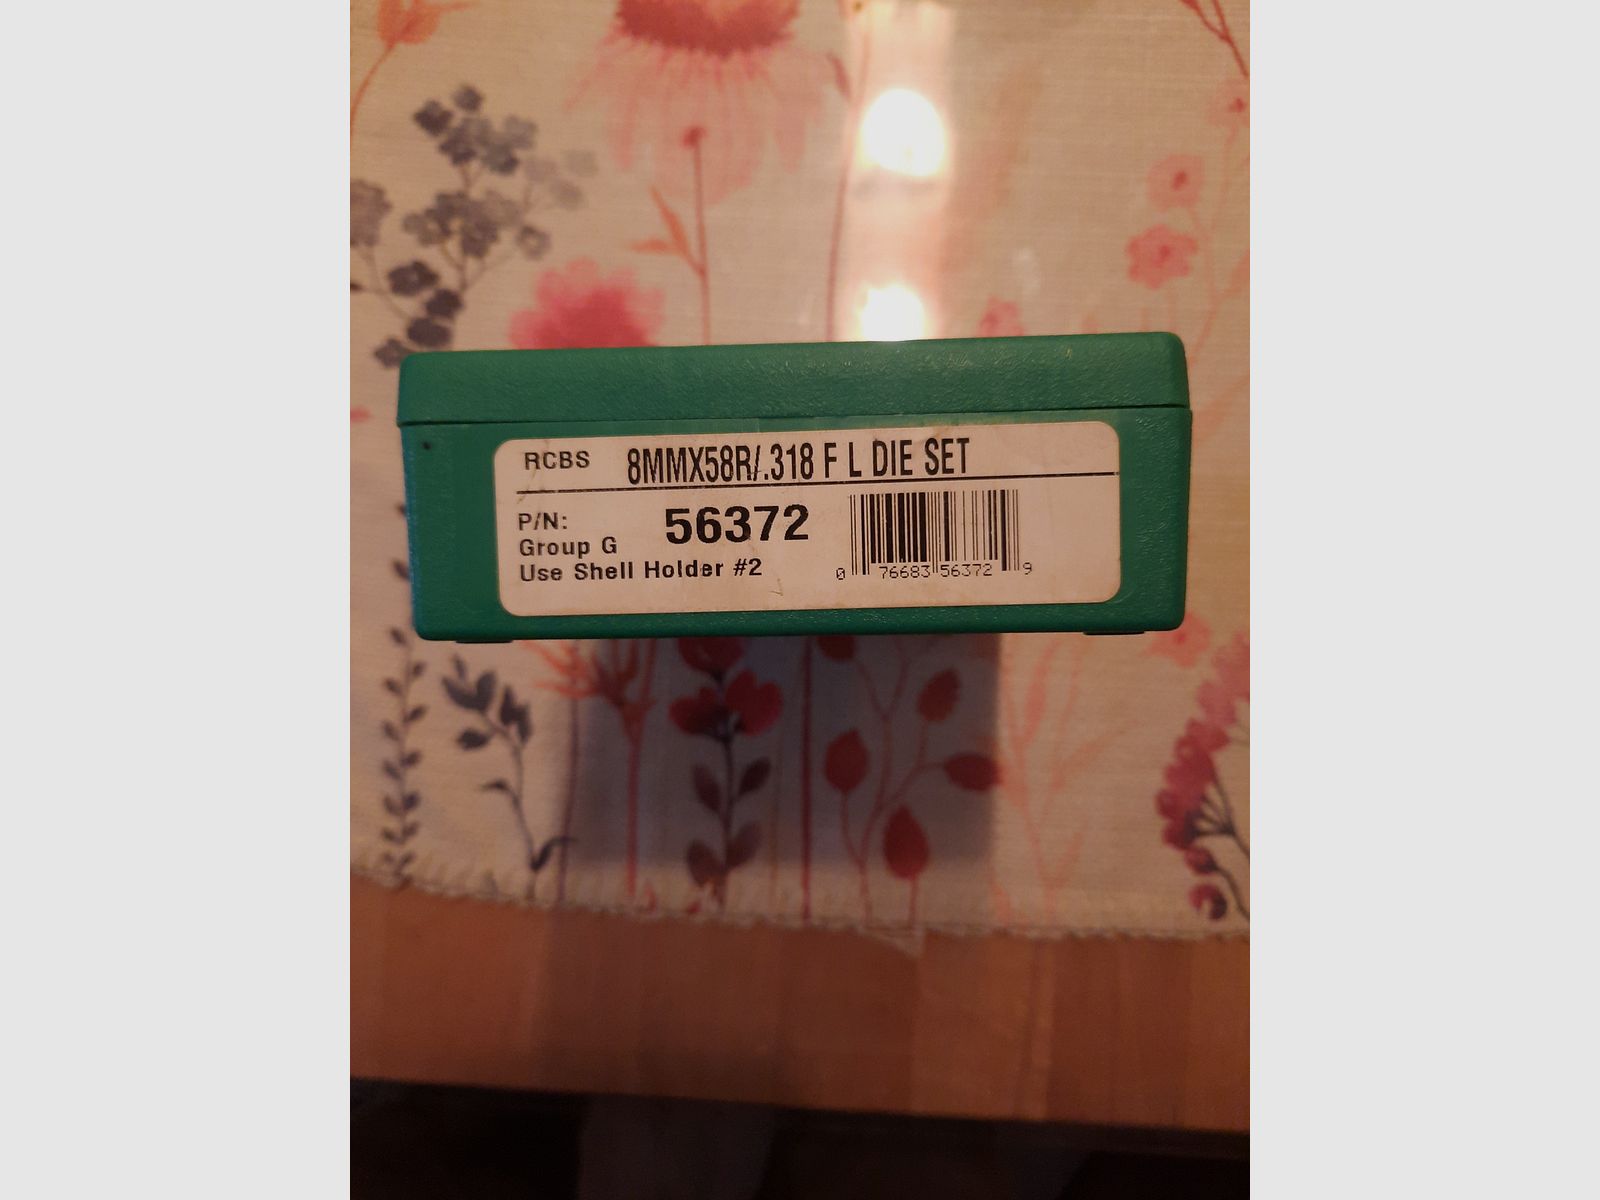 RCBS 8MMX58R/.318 F L DIE SET
P/N: 56372
Group G
Use Shell Holder #2
0 76683 56372 9